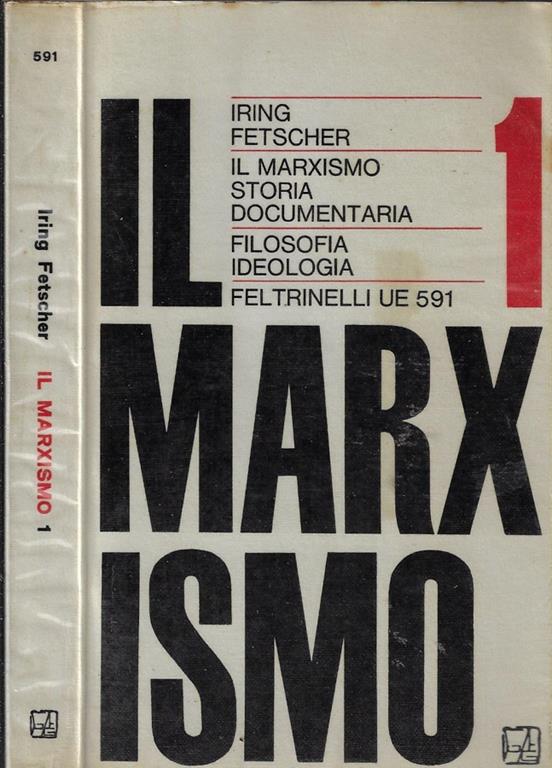 591
Iring Fetscher IL MARXISMO 1
IL
1
IRING
FETSCHER
IL MARXISMO
STORIA
DOCUMENTARIA
FILOSOFIA
IDEOLOGIA
FELTRINELLI UE 591
MARX
ISMO